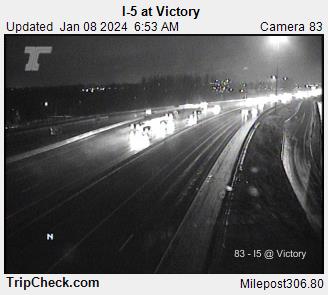 I-5 at Victory
Updated  Jan 08 2024  6:53 AM
Camera 83
T
N
83 - I5 @ Victory
TripCheck.com
Milepost306.80